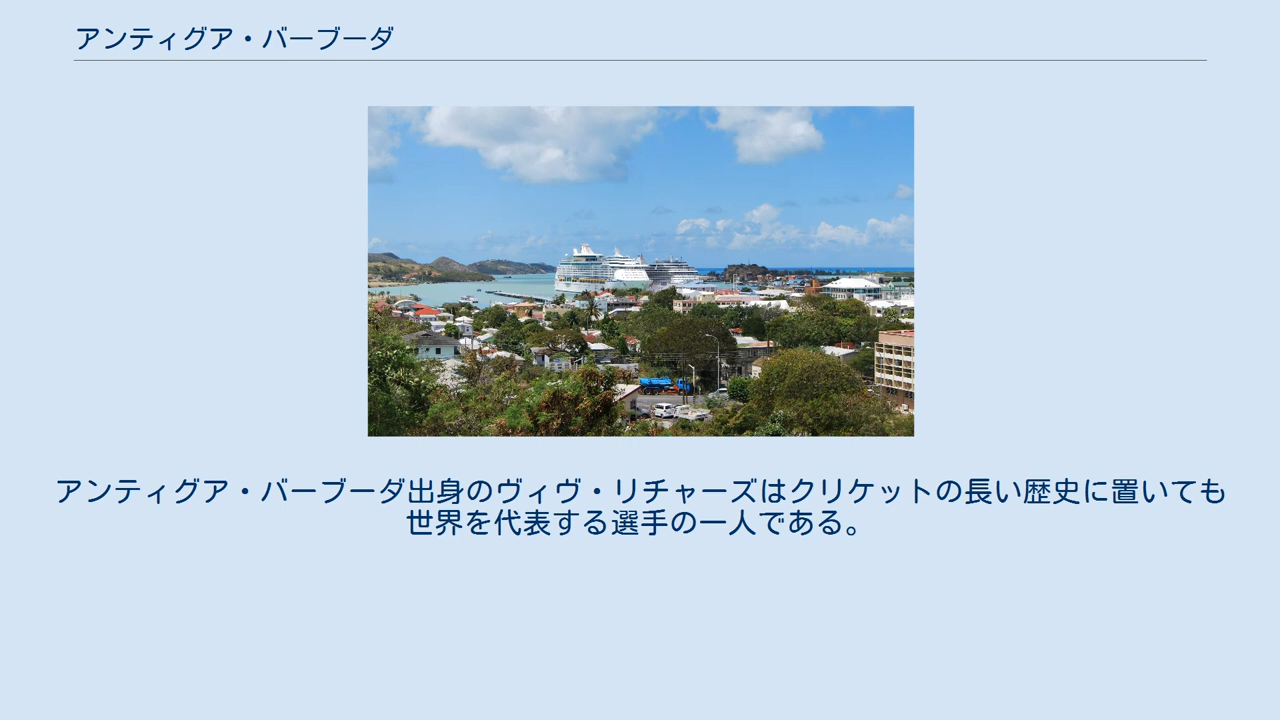 アンティグア・バーブーダ
アンティグア・バーブーダ出身のヴィヴ・リチャーズはクリケットの長い歴史に置いても
世界を代表する選手の一人である。